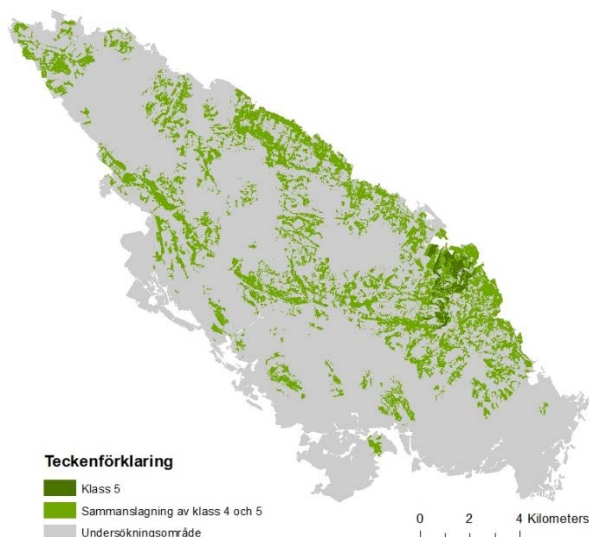 Teckenförklaring
Klass 5
Sammanslagning av klass 4 och 5
Undersökningsområde
0 2 4 Kilometers